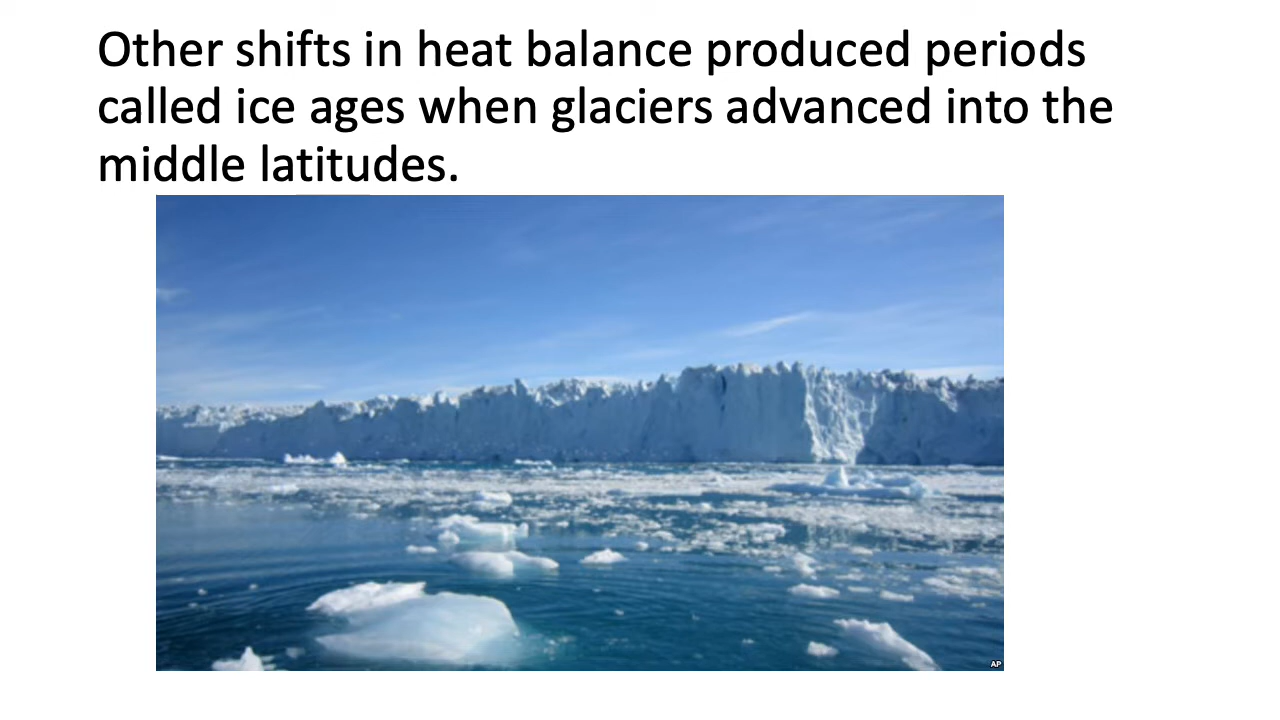 Other shifts in heat balance produced periods
called ice ages when glaciers advanced into the
middle latitudes.
AP